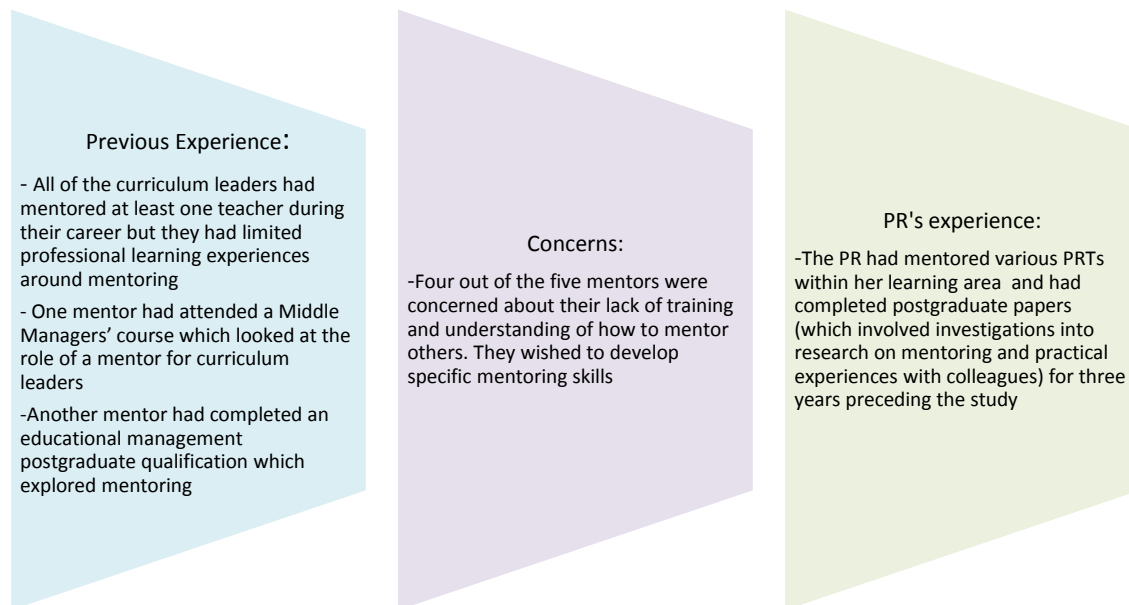 Previous Experience:
- All of the curriculum leaders had
mentored at least one teacher during
their career but they had limited
professional learning experiences
around mentoring
- One mentor had attended a Middle
Managers’ course which looked at the
role of a mentor for curriculum
leaders
-Another mentor had completed an
educational management
postgraduate qualification which
explored mentoring
Concerns:
-Four out of the five mentors were
concerned about their lack of training
and understanding of how to mentor
others. They wished to develop
specific mentoring skills
PR's experience:
-The PR had mentored various PRTs
within her learning area and had
completed postgraduate papers
(which involved investigations into
research on mentoring and practical
experiences with colleagues) for three
years preceding the study